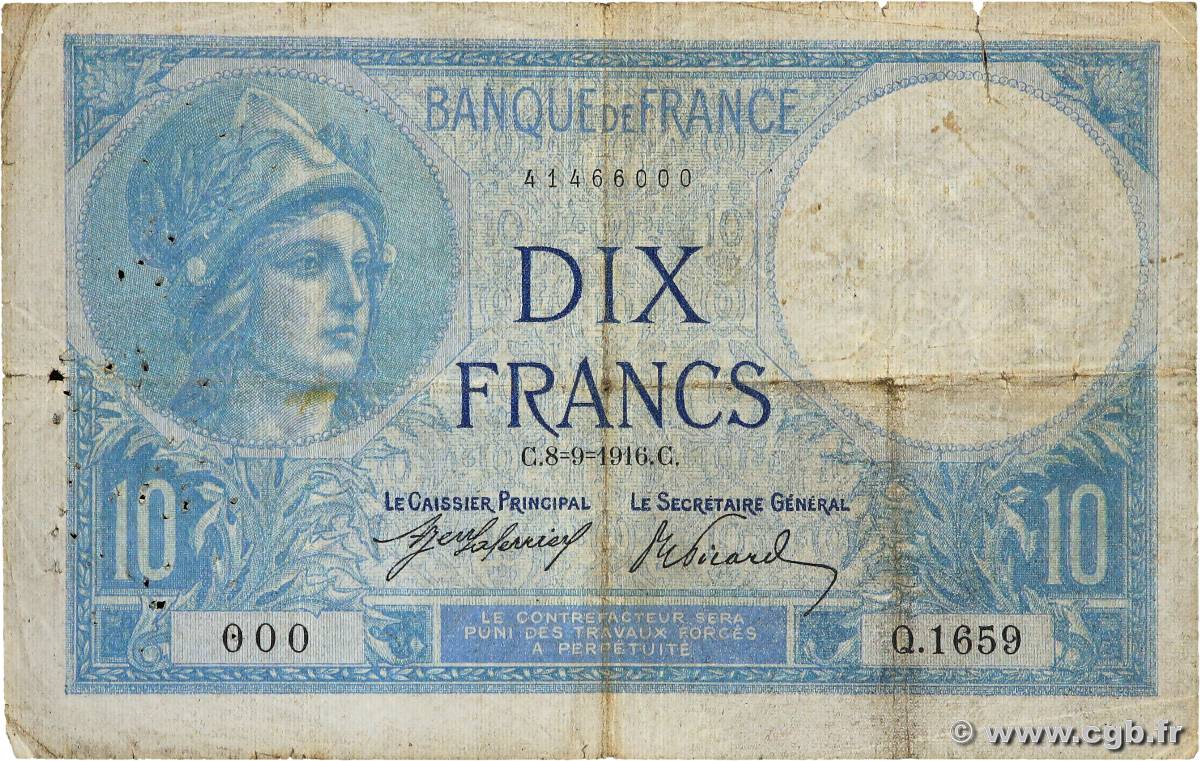 BANQUE DE FRANCE
41466000
DIX
FRANCS
C.8=9=1916.C.
LE CAISSIER PRINCIPAL LE SECRÉTAIRE GÉNÉRAL
10 10
LE CONTREFACTEUR SERA
PUNI DES TRAVAUX FORCÉS
A PERPÉTUITÉ
000 Q.1659
© www.cgb.fr